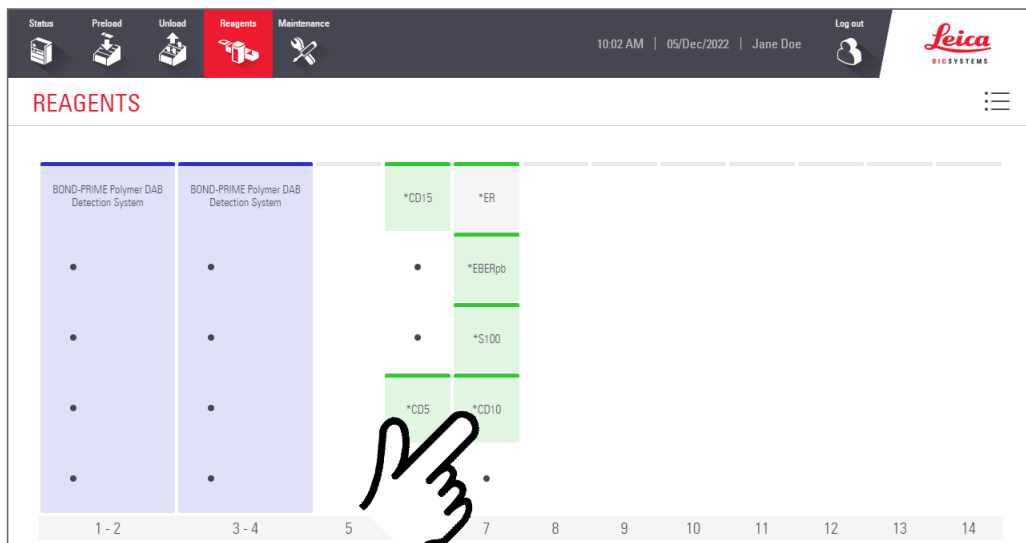 Status Preload Unload Reagents Maintenance Log out
10:02 AM | 05/Dec/2022 | Jane Doe
Leica
BIOSYSTEMS
REAGENTS
BOND-PRIME Polymer DAB
Detection System
BOND-PRIME Polymer DAB
Detection System
*CD15 *ER
*EBERpb
*S100
*CD5 *CD10
1 - 2 3 - 4 5 7 8 9 10 11 12 13 14